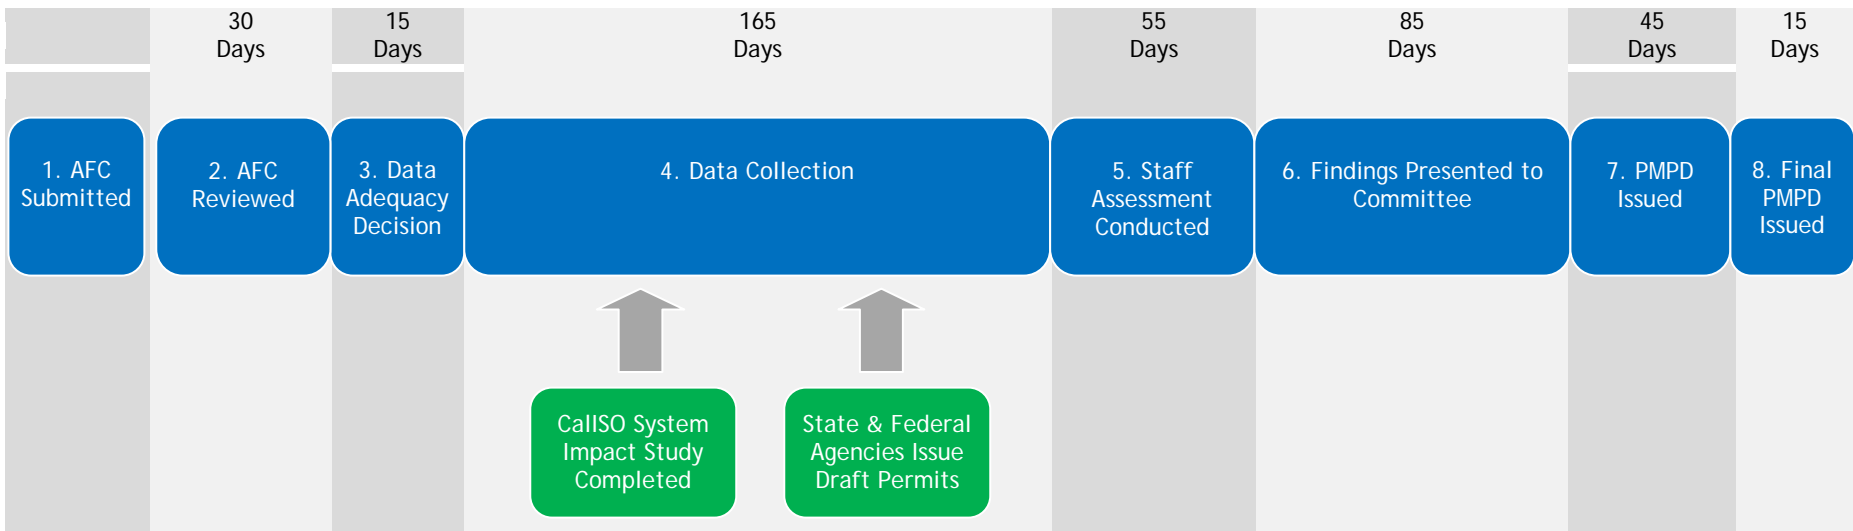 30
Days
15
Days
165
Days
55
Days
85
Days
45
Days
15
Days
1. AFC
Submitted
2. AFC
Reviewed
3. Data
Adequacy
Decision
4. Data Collection
5. Staff
Assessment
Conducted
6. Findings Presented to
Committee
7. PMPD
Issued
8. Final
PMPD
Issued
CalISO System
Impact Study
Completed
State & Federal
Agencies Issue
Draft Permits